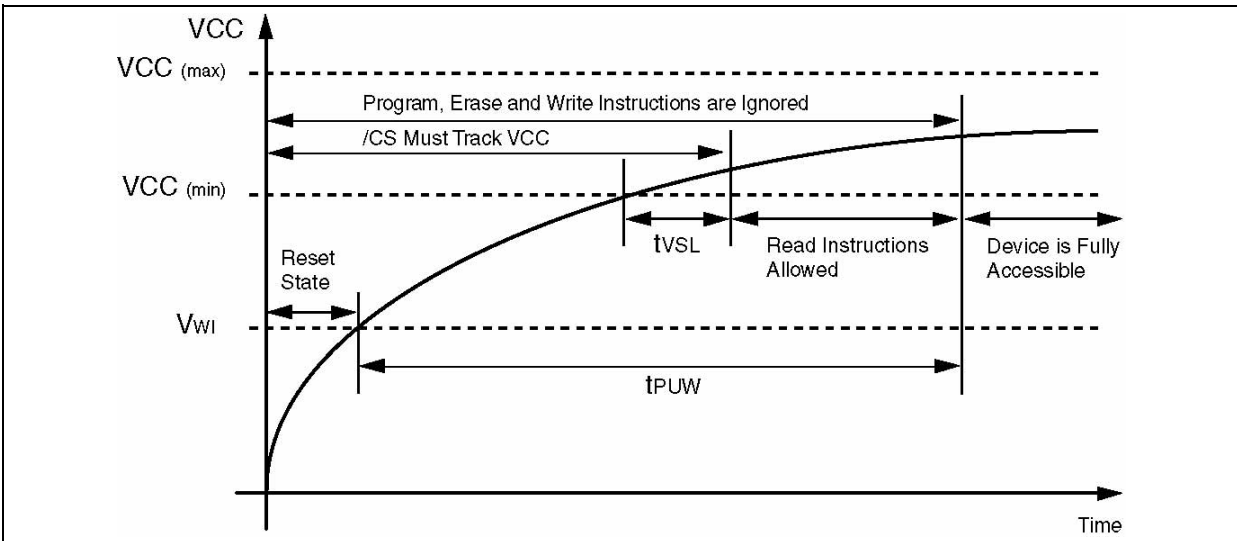 VCC
VCC (max)
Program, Erase and Write Instructions are Ignored
/CS Must Track VCC
VCC (min)
tVSL
Read Instructions
Allowed
Device is Fully
Accessible
Reset
State
VWI
tPUW
Time